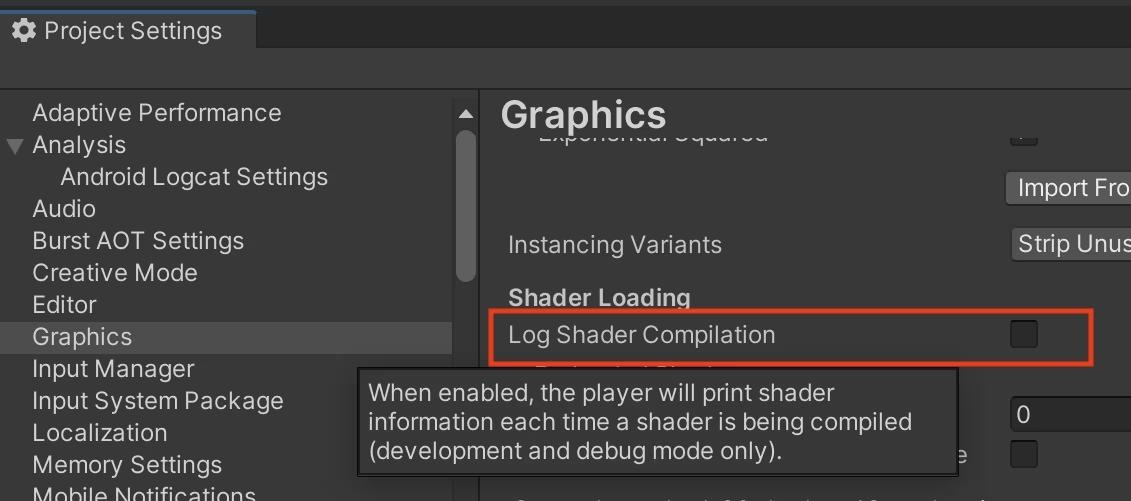 Project Settings
Adaptive Performance
Analysis
Android Logcat Settings
Audio
Burst AOT Settings
Creative Mode
Editor
Graphics
Input Manager
Input System Package
Localization
Memory Settings
Mobile Notifications
Graphics
Exponential Squared
Import Fro
Instancing Variants
Strip Unus
Shader Loading
Log Shader Compilation
When enabled, the player will print shader
information each time a shader is being compiled
(development and debug mode only).
0
e